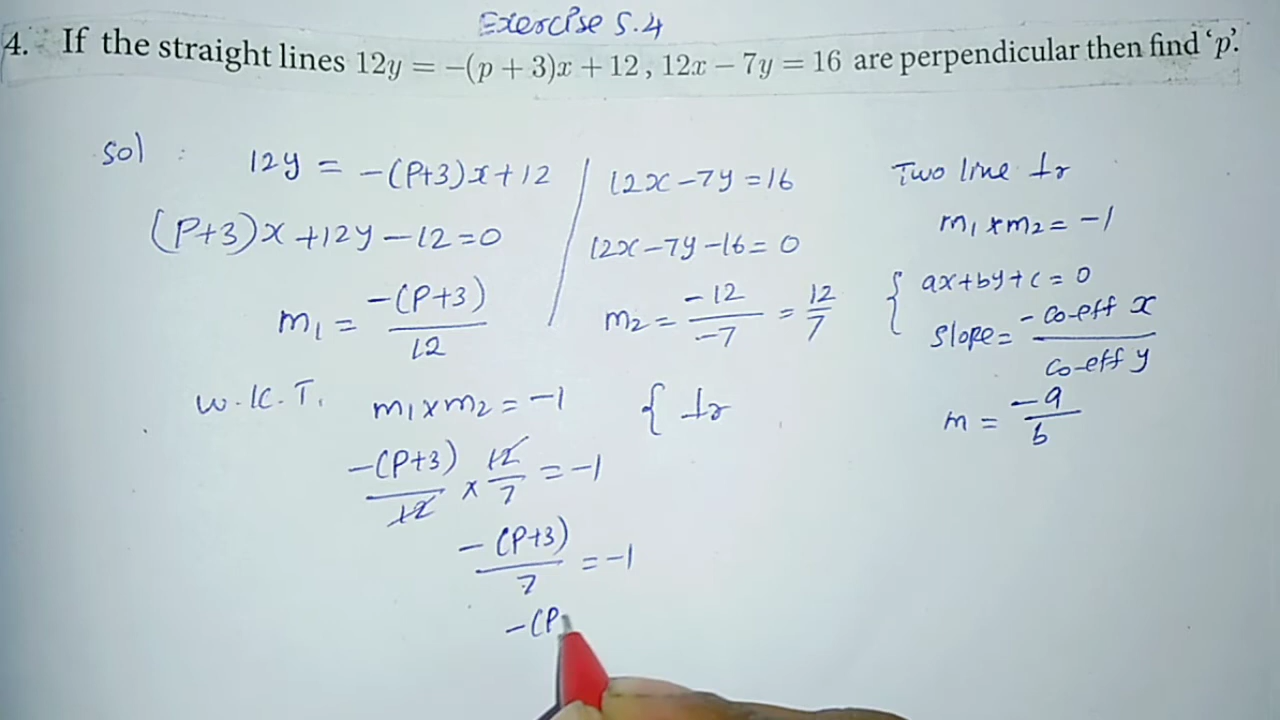 Exercise 5.4
4. If the straight lines 12y = −(p + 3)x + 12 , 12x − 7y = 16 are perpendicular then find ‘p’.
Sol : 12y = -(P+3)x+12
(P+3)x+12y-12=0
m₁ = -(P+3)/12
12x-7y=16
12x-7y-16=0
m₂ = -12/-7 = 12/7
Two line ⊥r
m₁×m₂=-1
{ ax+by+c=0
slope= -co-eff x/co-eff y
m = -a/b
W.K.T. m₁×m₂=-1 { ⊥r
-(P+3)/12 × 12/7 = -1
-(P+3)/7 = -1
-(P